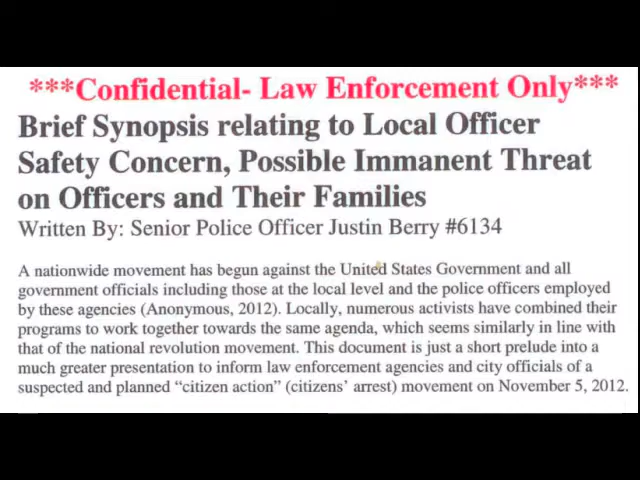 ***Confidential- Law Enforcement Only***
Brief Synopsis relating to Local Officer
Safety Concern, Possible Immanent Threat
on Officers and Their Families
Written By: Senior Police Officer Justin Berry #6134
A nationwide movement has begun against the United States Government and all
government officials including those at the local level and the police officers employed
by these agencies (Anonymous, 2012). Locally, numerous activists have combined their
programs to work together towards the same agenda, which seems similarly in line with
that of the national revolution movement. This document is just a short prelude into a
much greater presentation to inform law enforcement agencies and city officials of a
suspected and planned “citizen action” (citizens’ arrest) movement on November 5, 2012.